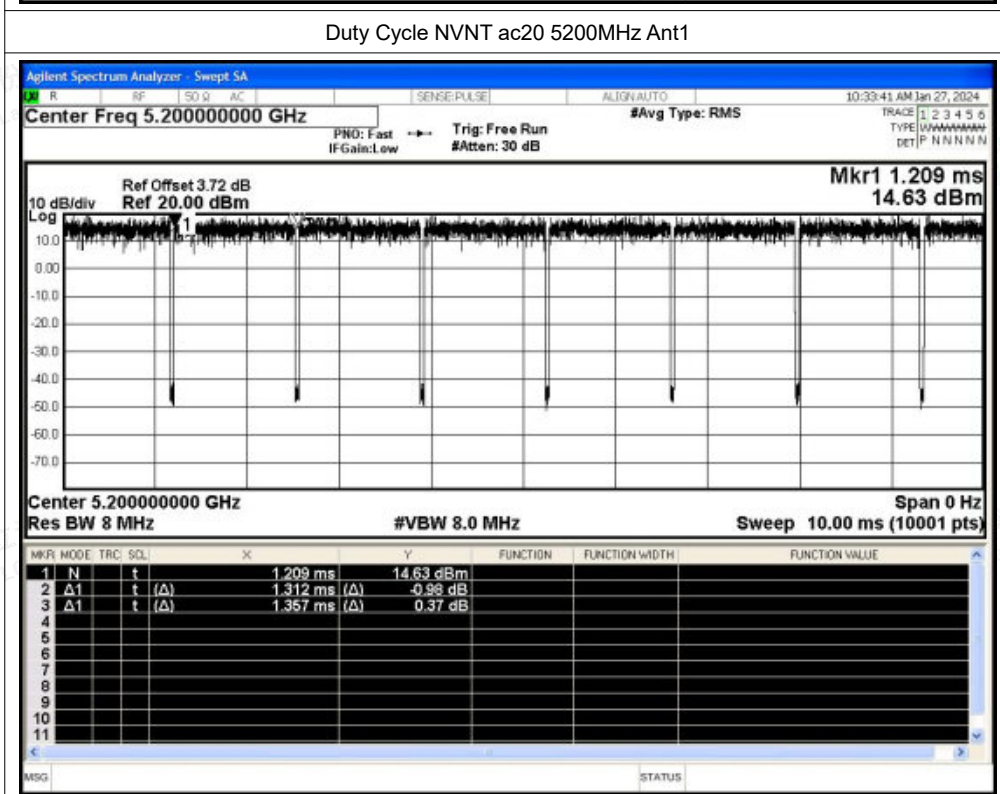 Duty Cycle NVNT ac20 5200MHz Ant1
Agilent Spectrum Analyzer - Swept SA
R RF 50 Ω AC SENSE:PULSE ALIGN AUTO 10:33:41 AM Jan 27, 2024
Center Freq 5.200000000 GHz #Avg Type: RMS TRACE 1 2 3 4 5 6
PNO: Fast Trig: Free Run TYPE
IFGain:Low #Atten: 30 dB DET P N N N N N
Mkr1 1.209 ms
Ref Offset 3.72 dB
10 dB/div Ref 20.00 dBm 14.63 dBm
Log
1
10.0
0.00
-10.0
-20.0
-30.0
-40.0
-50.0
-60.0
-70.0
Center 5.200000000 GHz Span 0 Hz
Res BW 8 MHz #VBW 8.0 MHz Sweep 10.00 ms (10001 pts)
MKR MODE TRC SCL X Y FUNCTION FUNCTION WIDTH FUNCTION VALUE
1 N t 1.209 ms 14.63 dBm
2 Δ1 t (Δ) 1.312 ms (Δ) -0.98 dB
3 Δ1 t (Δ) 1.357 ms (Δ) 0.37 dB
4
5
6
7
8
9
10
11
MSG STATUS